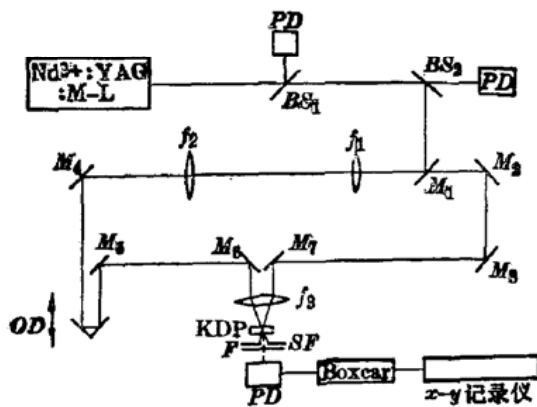 PD
Nd³⁺:YAG
:M-L
BS₁
BS₂
PD
M₄
f₂
f₁
M₁
M₂
M₅
M₆
M₇
M₃
OD
f₃
KDP
F
SF
PD
Boxcar
x-y 记录仪